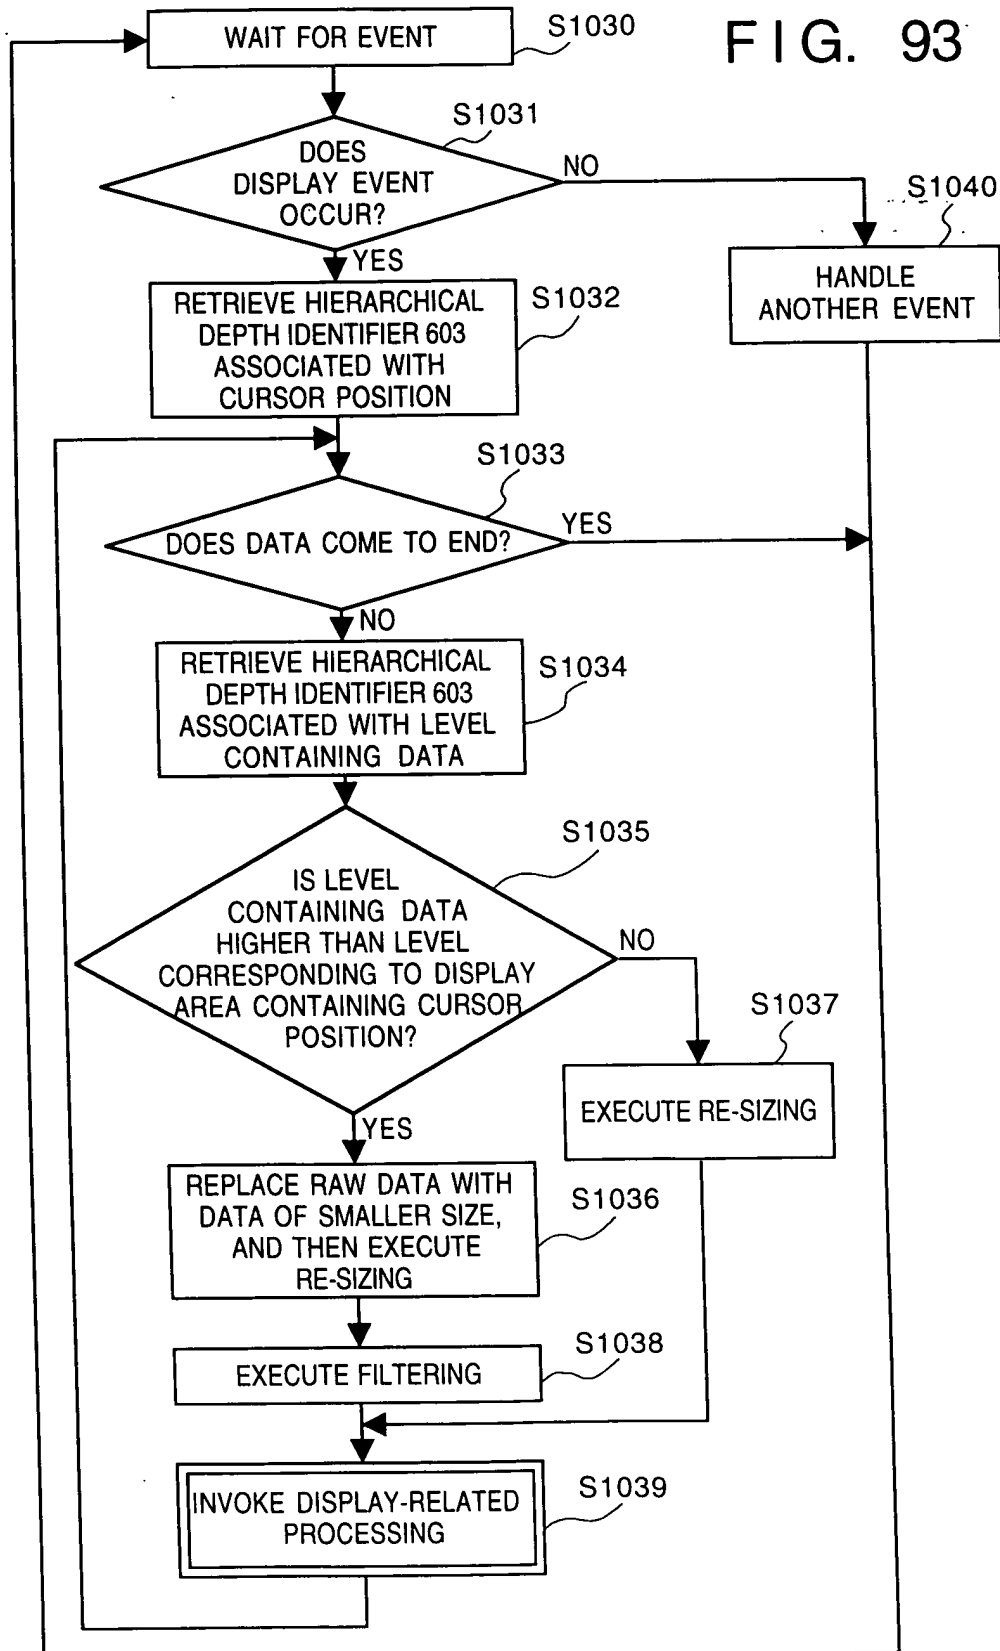 FIG. 93
WAIT FOR EVENT
S1030
S1031
DOES
DISPLAY EVENT
OCCUR?
NO
YES
S1040
HANDLE
ANOTHER EVENT
RETRIEVE HIERARCHICAL
DEPTH IDENTIFIER 603
ASSOCIATED WITH
CURSOR POSITION
S1032
S1033
DOES DATA COME TO END?
YES
NO
RETRIEVE HIERARCHICAL
DEPTH IDENTIFIER 603
ASSOCIATED WITH LEVEL
CONTAINING DATA
S1034
S1035
IS LEVEL
CONTAINING DATA
HIGHER THAN LEVEL
CORRESPONDING TO DISPLAY
AREA CONTAINING CURSOR
POSITION?
NO
YES
S1037
EXECUTE RE-SIZING
REPLACE RAW DATA WITH
DATA OF SMALLER SIZE,
AND THEN EXECUTE
RE-SIZING
S1036
EXECUTE FILTERING
S1038
INVOKE DISPLAY-RELATED
PROCESSING
S1039